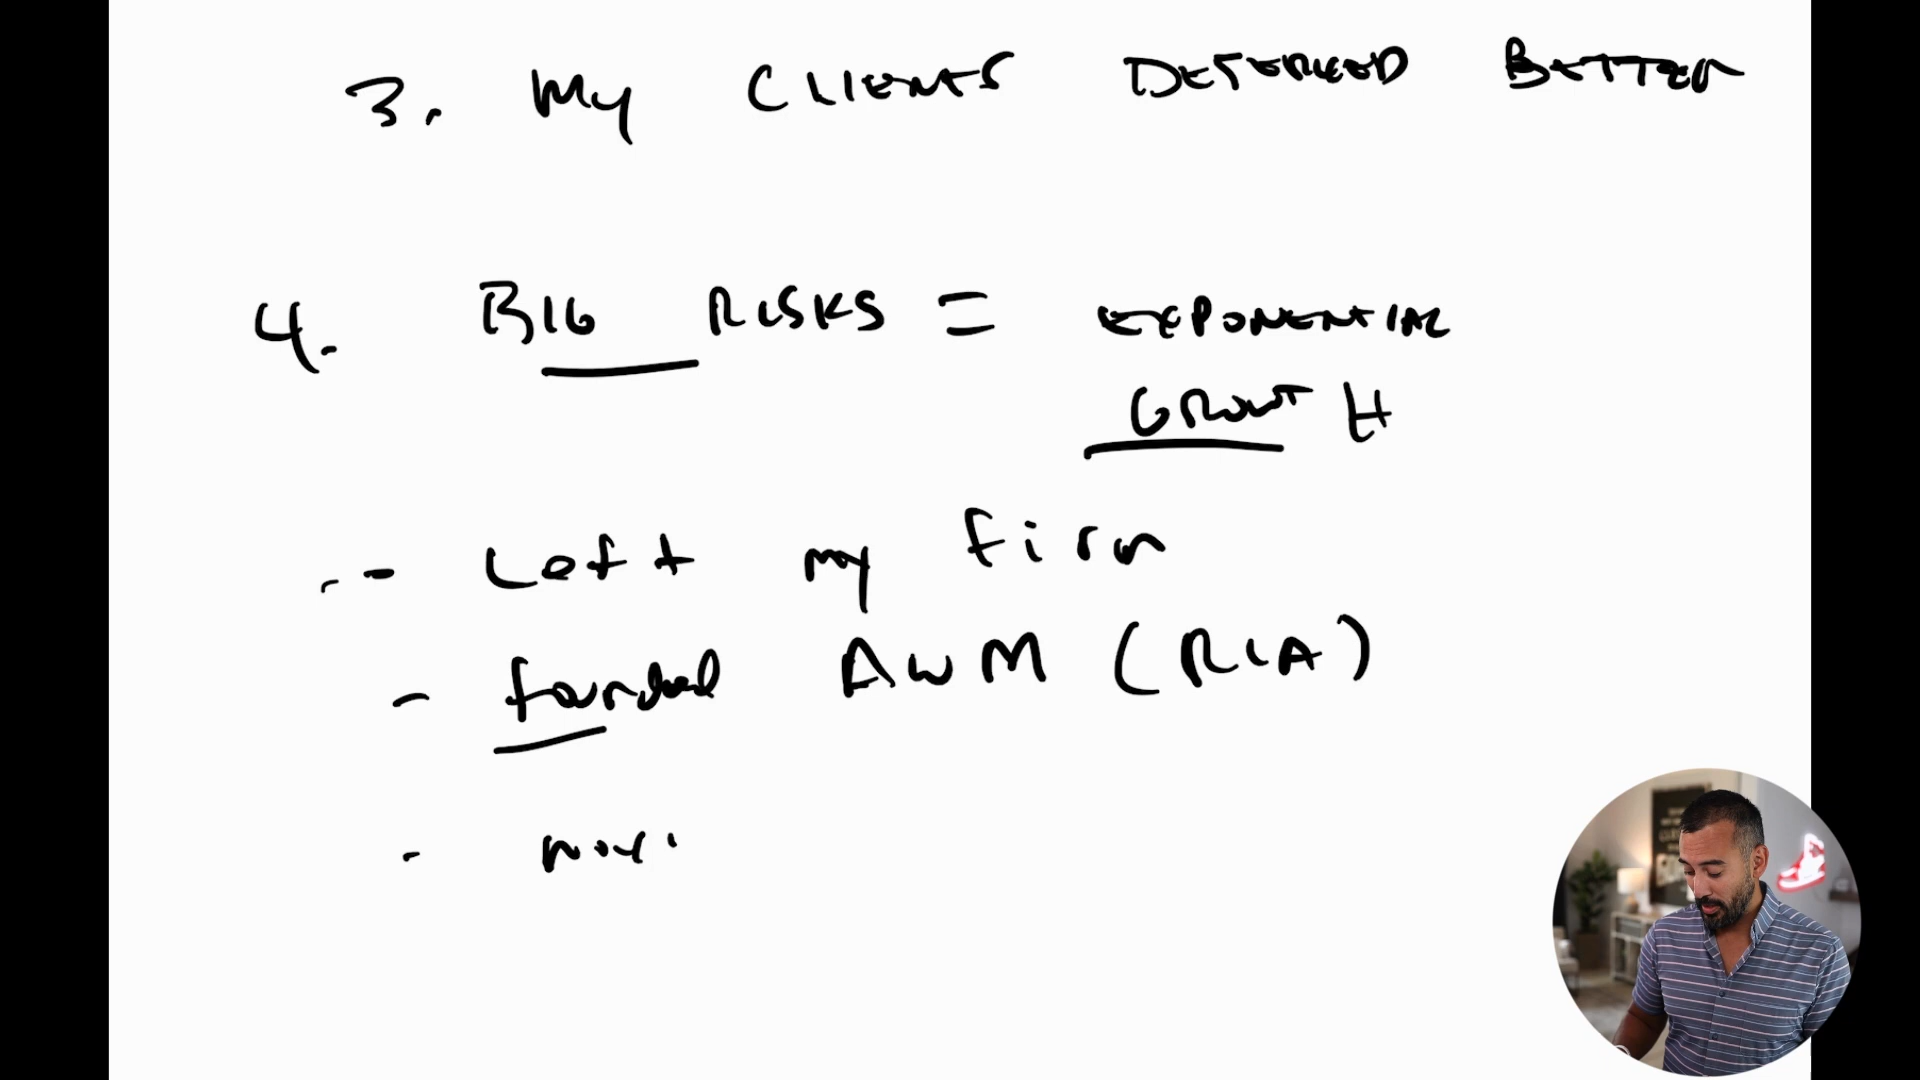 3. My CLIENTS DESERVED BETTER
4. BIG RISKS = EXPONENTIAL
GROWTH
- Left my firm
- founded AWM (RIA)
-